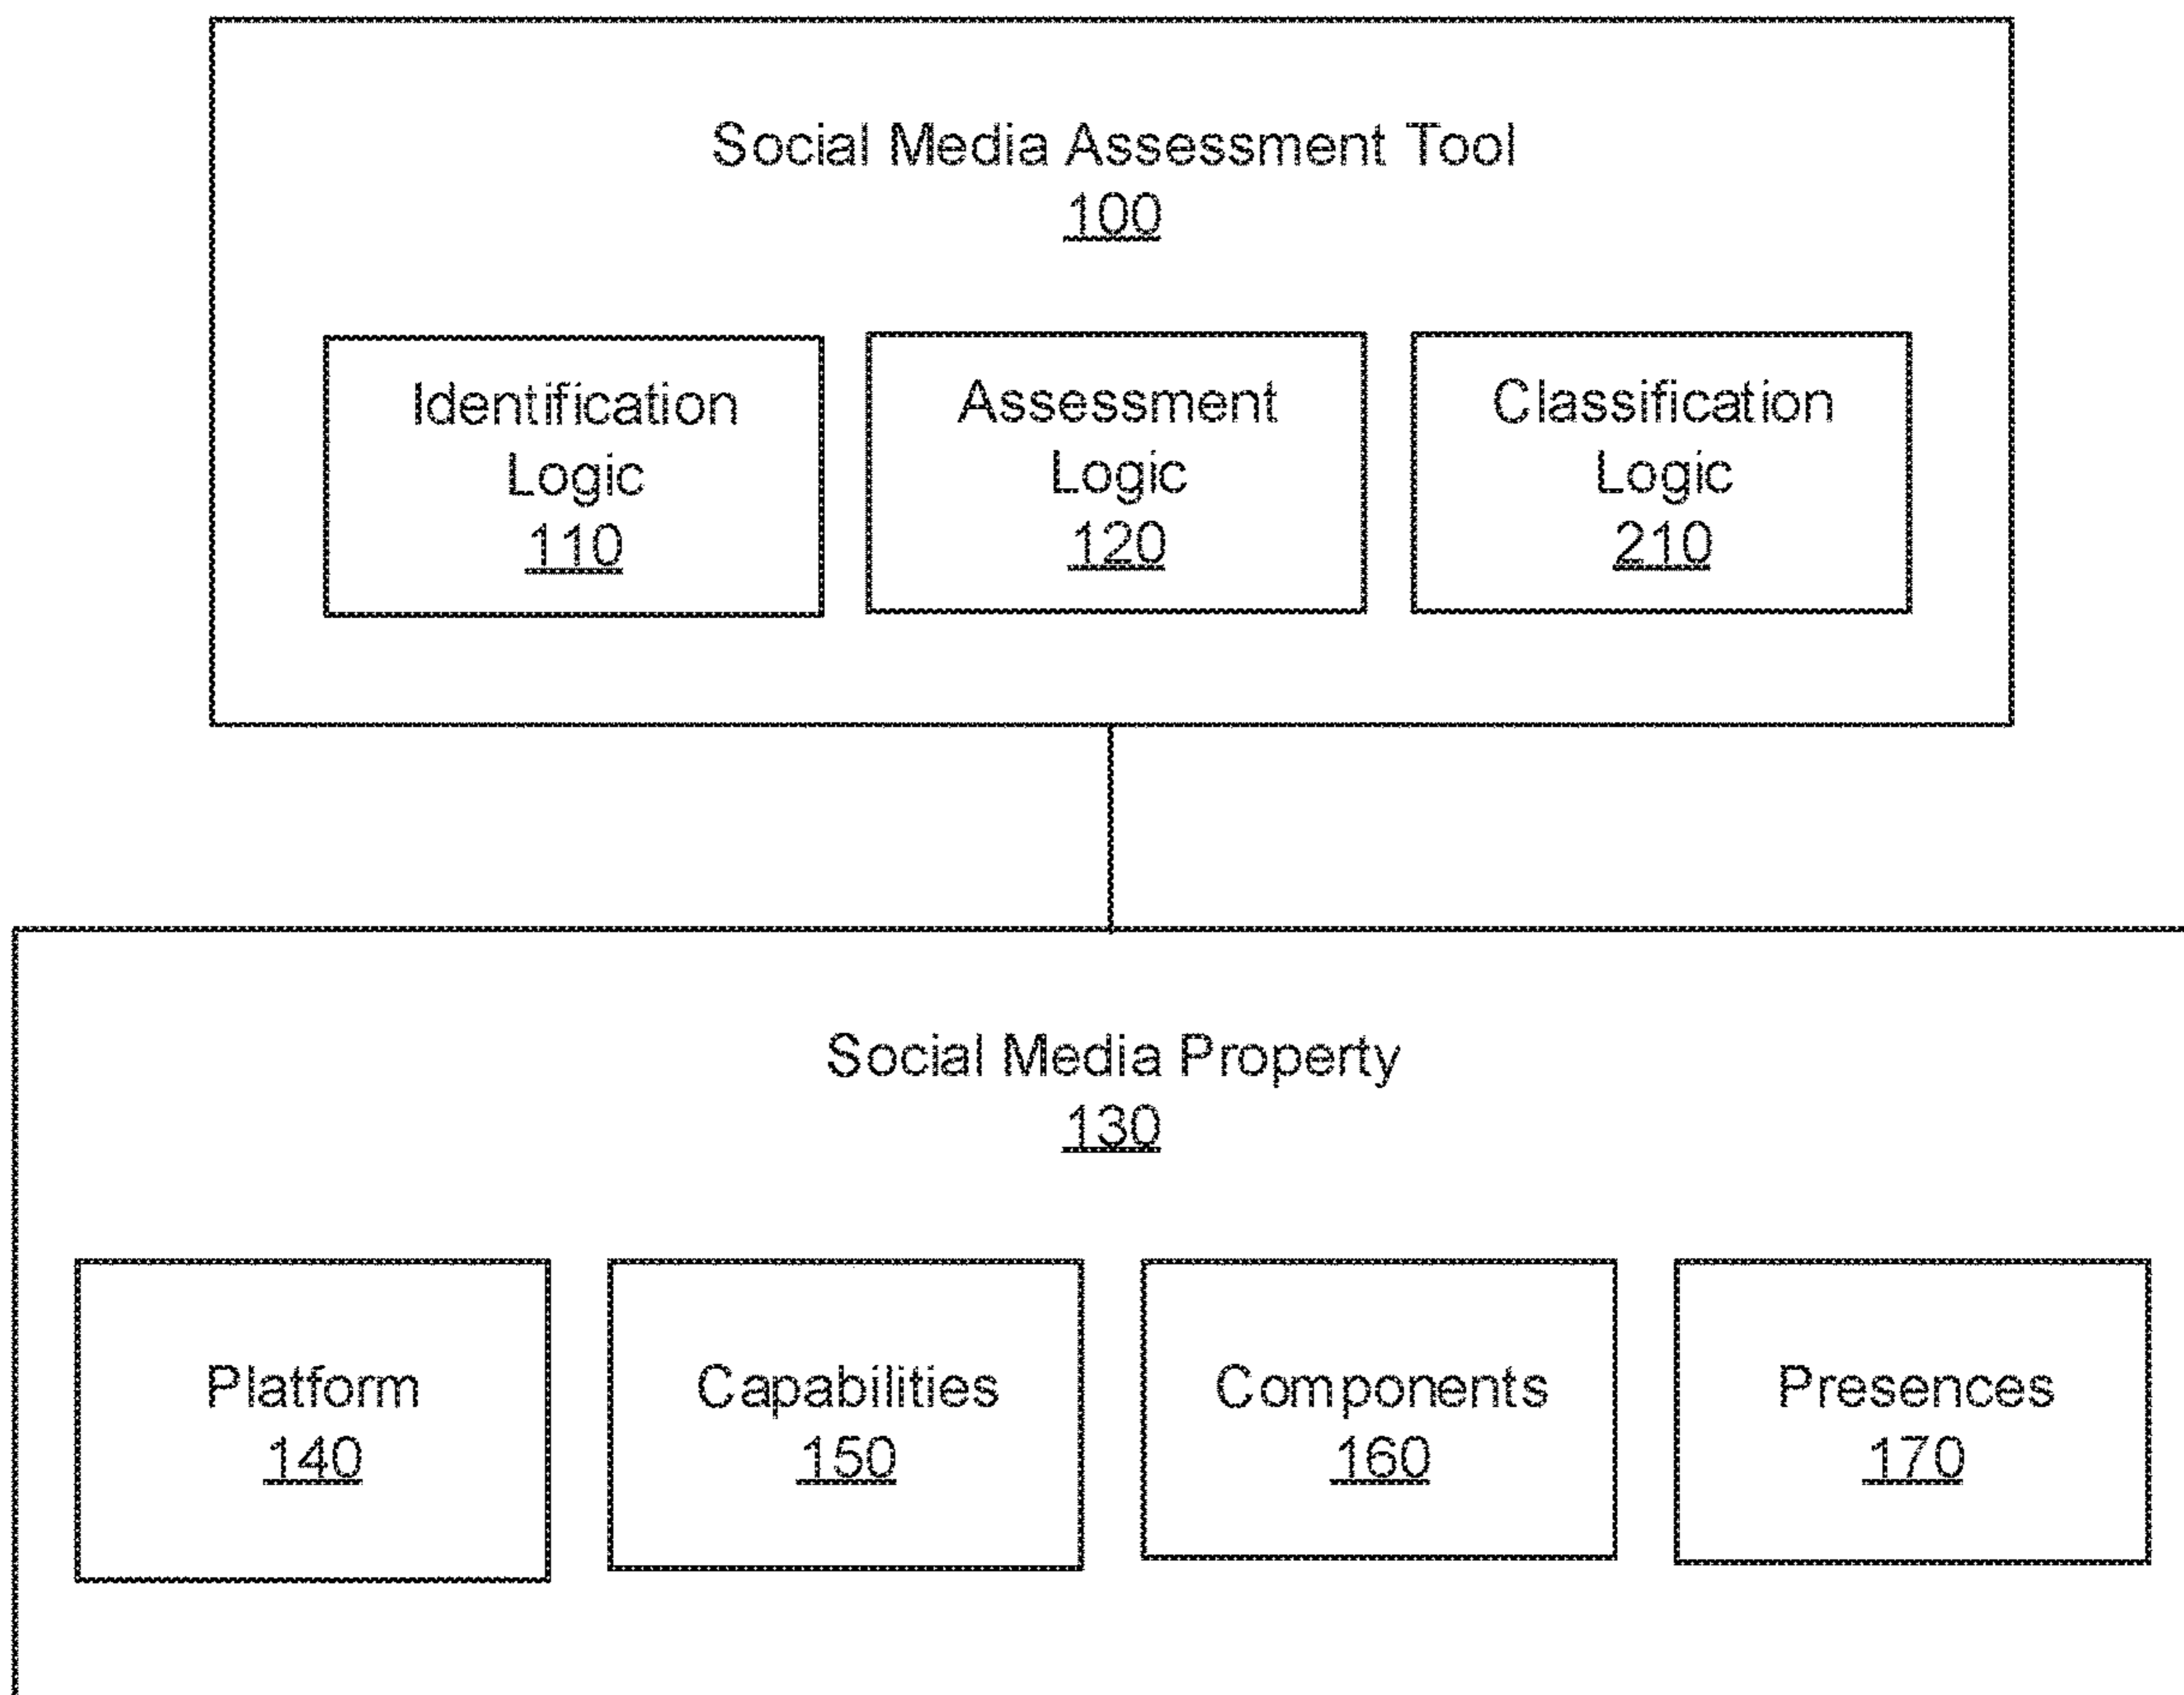 Social Media Assessment Tool
100
Identification
Logic
110
Assessment
Logic
120
Classification
Logic
210
Social Media Property
130
Platform
140
Capabilities
150
Components
160
Presences
170